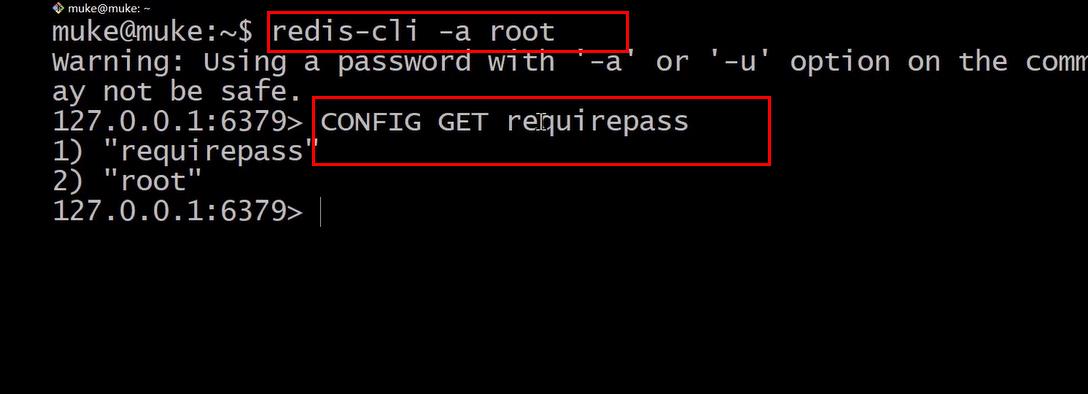 muke@muke: ~
muke@muke:~$ redis-cli -a root
Warning: Using a password with '-a' or '-u' option on the comm
ay not be safe.
127.0.0.1:6379> CONFIG GET requirepass
1) "requirepass"
2) "root"
127.0.0.1:6379>